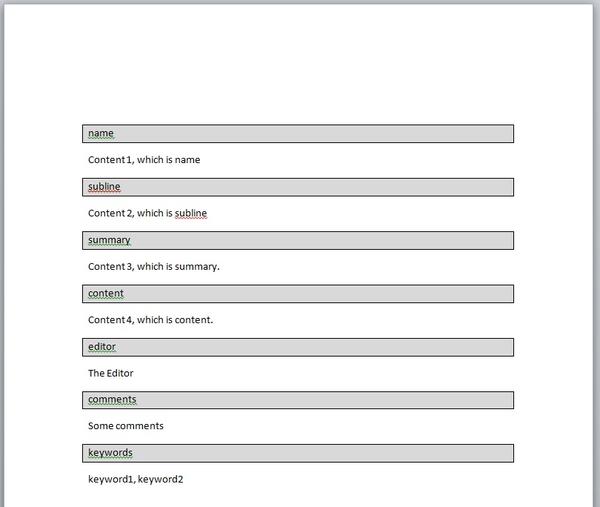 name
Content 1, which is name
subline
Content 2, which is subline
summary
Content 3, which is summary.
content
Content 4, which is content.
editor
The Editor
comments
Some comments
keywords
keyword1, keyword2